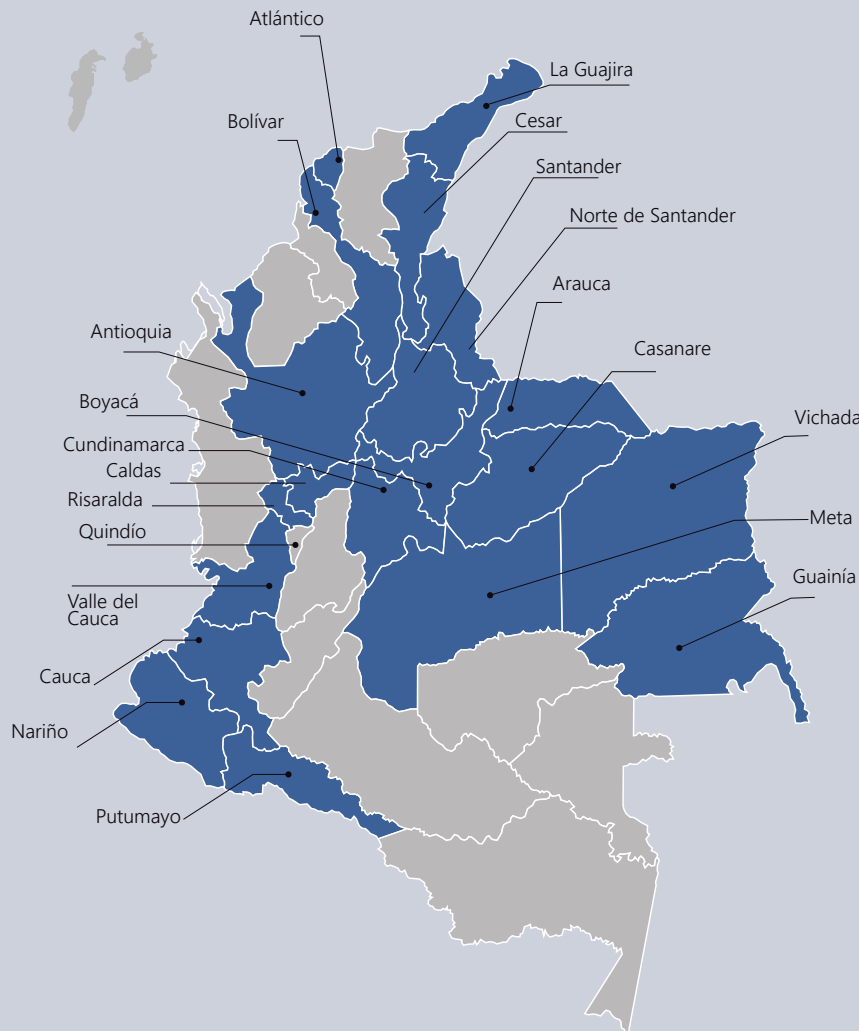 Atlántico
La Guajira
Bolívar
Cesar
Santander
Norte de Santander
Arauca
Antioquia
Casanare
Boyacá
Vichada
Cundinamarca
Caldas
Risaralda
Meta
Quindío
Guainía
Valle del
Cauca
Cauca
Nariño
Putumayo